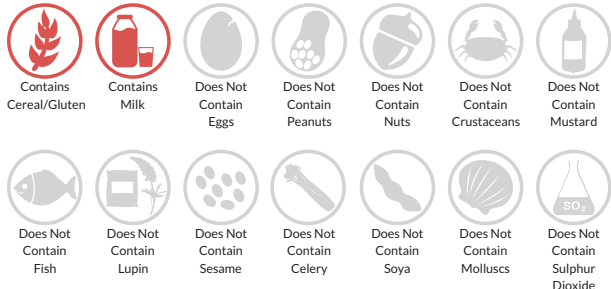 Contains
Cereal/Gluten
Contains
Milk
Does Not
Contain
Eggs
Does Not
Contain
Peanuts
Does Not
Contain
Nuts
Does Not
Contain
Crustaceans
Does Not
Contain
Mustard
SO₂
Does Not
Contain
Fish
Does Not
Contain
Lupin
Does Not
Contain
Sesame
Does Not
Contain
Celery
Does Not
Contain
Soya
Does Not
Contain
Molluscs
Does Not
Contain
Sulphur
Dioxide